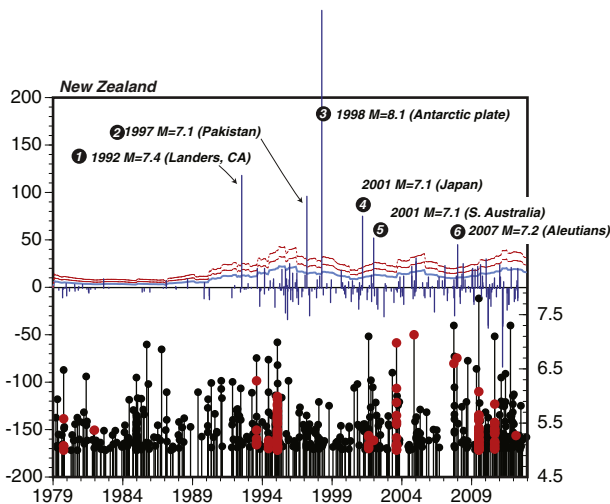 New Zealand
200
150
100
50
0
-50
-100
-150
-200
3 1998 M=8.1 (Antarctic plate)
2 1997 M=7.1 (Pakistan)
1 1992 M=7.4 (Landers, CA)
2001 M=7.1 (Japan)
4
2001 M=7.1 (S. Australia)
5
6 2007 M=7.2 (Aleutians)
7.5
6.5
5.5
4.5
1979 1984 1989 1994 1999 2004 2009